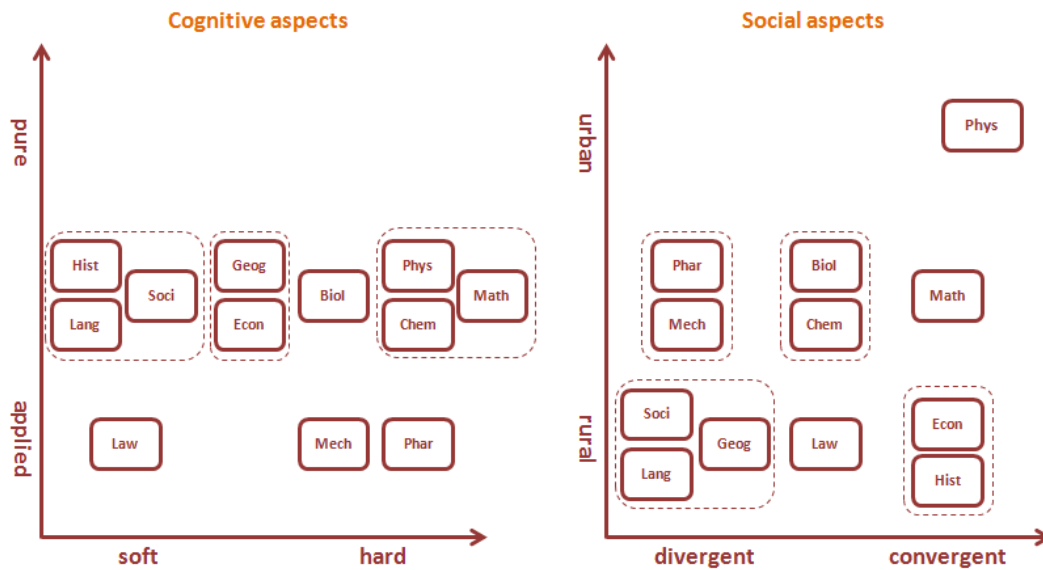 Cognitive aspects
pure
applied
Hist
Soci
Lang
Geog
Econ
Biol
Phys
Chem
Math
Law
Mech
Phar
soft
hard
Social aspects
urban
rural
Phys
Phar
Mech
Biol
Chem
Math
Soci
Geog
Lang
Law
Econ
Hist
divergent
convergent